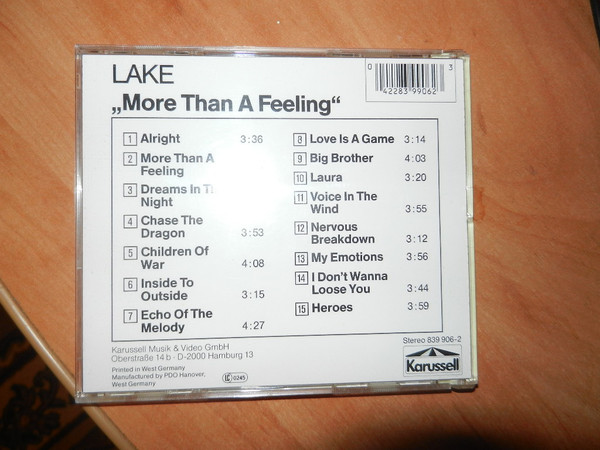 LAKE
„More Than A Feeling“
0 42283 99062 3
1 Alright 3:36
2 More Than A
Feeling
3 Dreams In
Night
4 Chase The
Dragon 3:53
5 Children Of
War 4:08
6 Inside To
Outside 3:15
7 Echo Of The
Melody 4:27
8 Love Is A Game 3:14
9 Big Brother 4:03
10 Laura 3:20
11 Voice In The
Wind 3:55
12 Nervous
Breakdown 3:12
13 My Emotions 3:56
14 I Don't Wanna
Loose You 3:44
15 Heroes 3:59
Karussell Musik & Video GmbH
Oberstraße 14 b · D-2000 Hamburg 13
Printed in West Germany
Manufactured by PDO Hanover,
West Germany
LC 0245
Stereo 839 906-2
Karussell